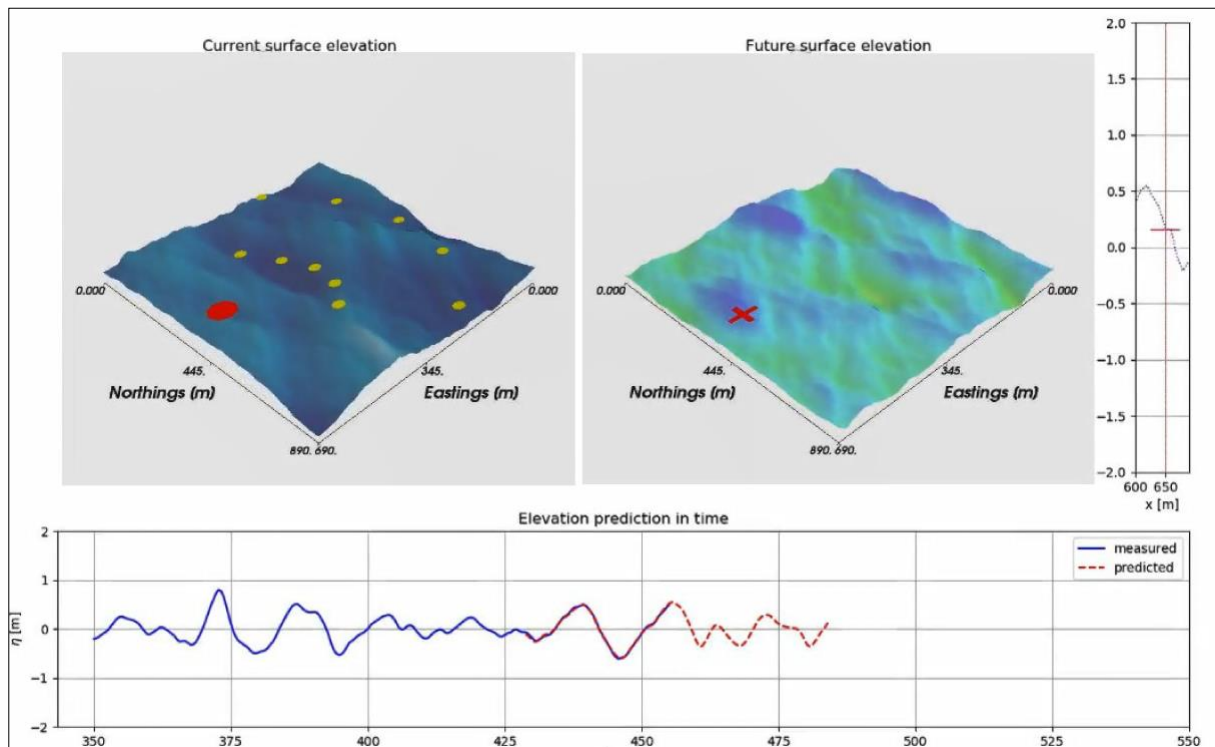 Current surface elevation
0.000
0.000
445.
345.
Northings (m)
Eastings (m)
890. 690.
Future surface elevation
0.000
0.000
445.
345.
Northings (m)
Eastings (m)
890. 690.
2.0
1.5
1.0
0.5
0.0
−0.5
−1.0
−1.5
−2.0
600 650
x [m]
Elevation prediction in time
η [m]
2
1
0
−1
−2
measured
predicted
350 375 400 425 450 475 500 525 550